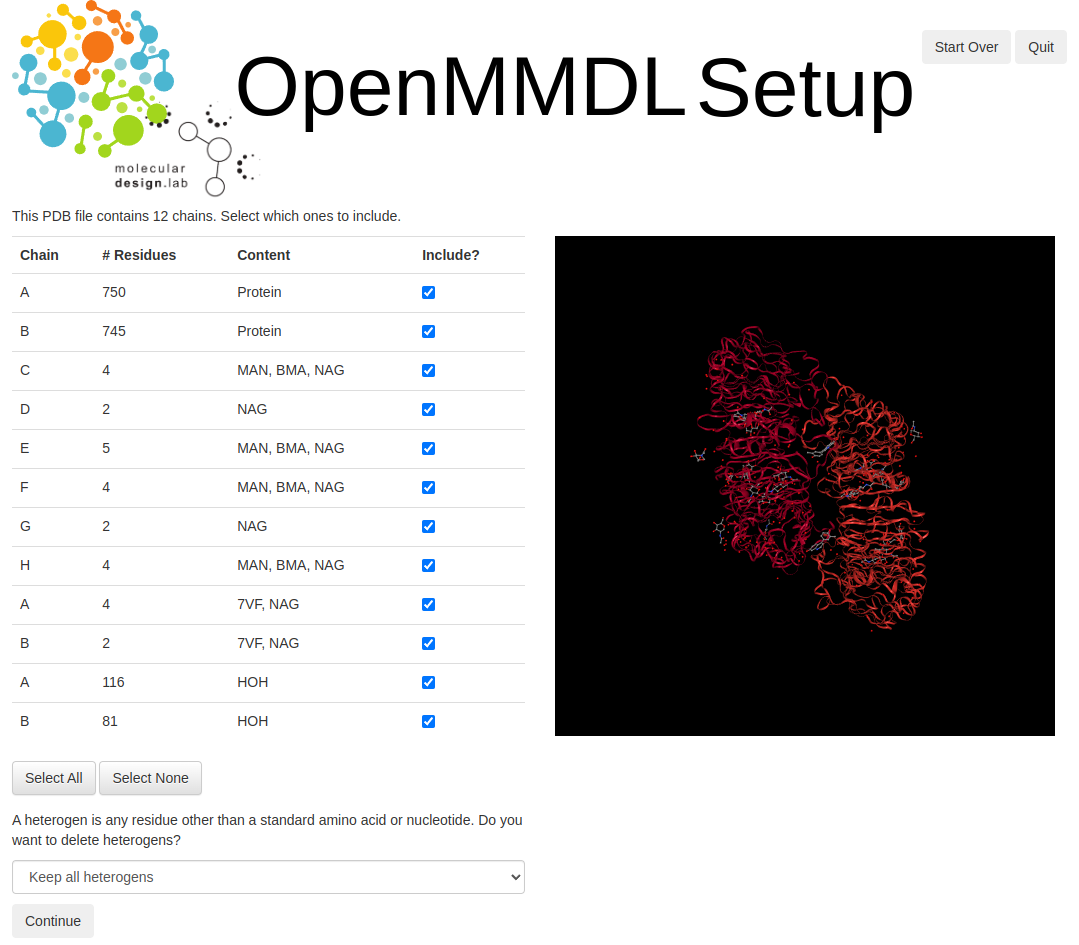 OpenMMDL Setup
Start Over
Quit
molecular
design.lab
This PDB file contains 12 chains. Select which ones to include.
Chain # Residues Content Include?
A 750 Protein
B 745 Protein
C 4 MAN, BMA, NAG
D 2 NAG
E 5 MAN, BMA, NAG
F 4 MAN, BMA, NAG
G 2 NAG
H 4 MAN, BMA, NAG
A 4 7VF, NAG
B 2 7VF, NAG
A 116 HOH
B 81 HOH
Select All Select None
A heterogen is any residue other than a standard amino acid or nucleotide. Do you
want to delete heterogens?
Keep all heterogens
Continue